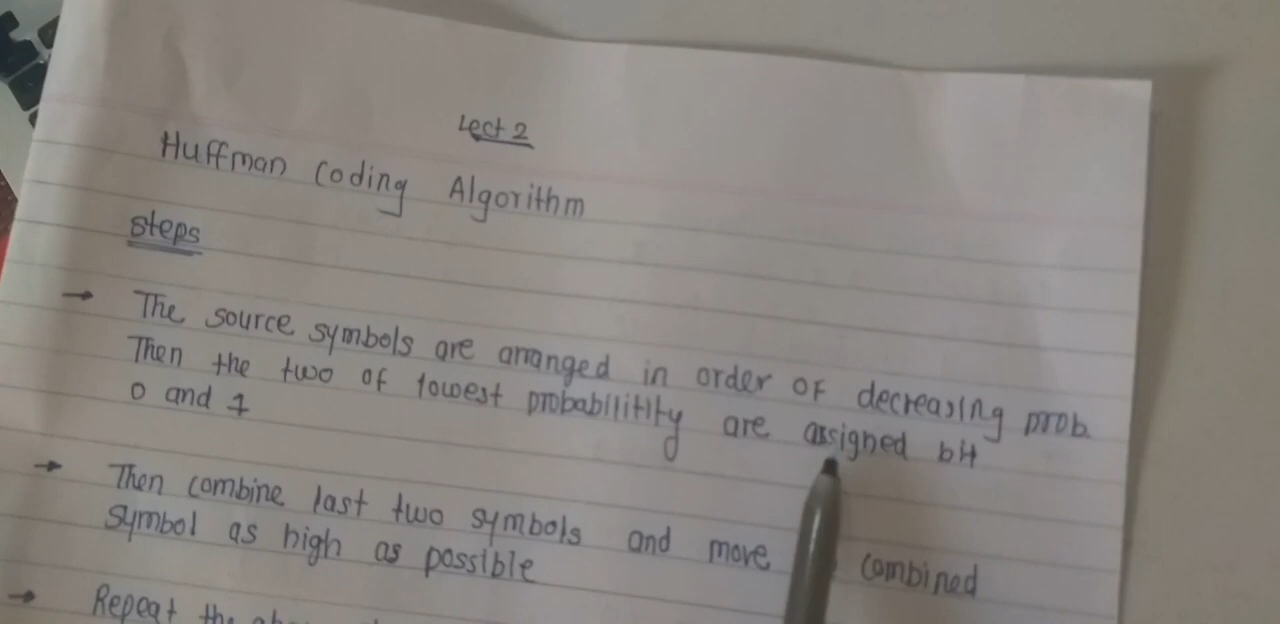 Lect 2
Huffman Coding Algorithm
steps
→ The source symbols are arranged in order of decreasing prob.
Then the two of lowest probabilitity are assigned bit
0 and 1
→ Then combine last two symbols and move combined
symbol as high as possible
→ Repeat the